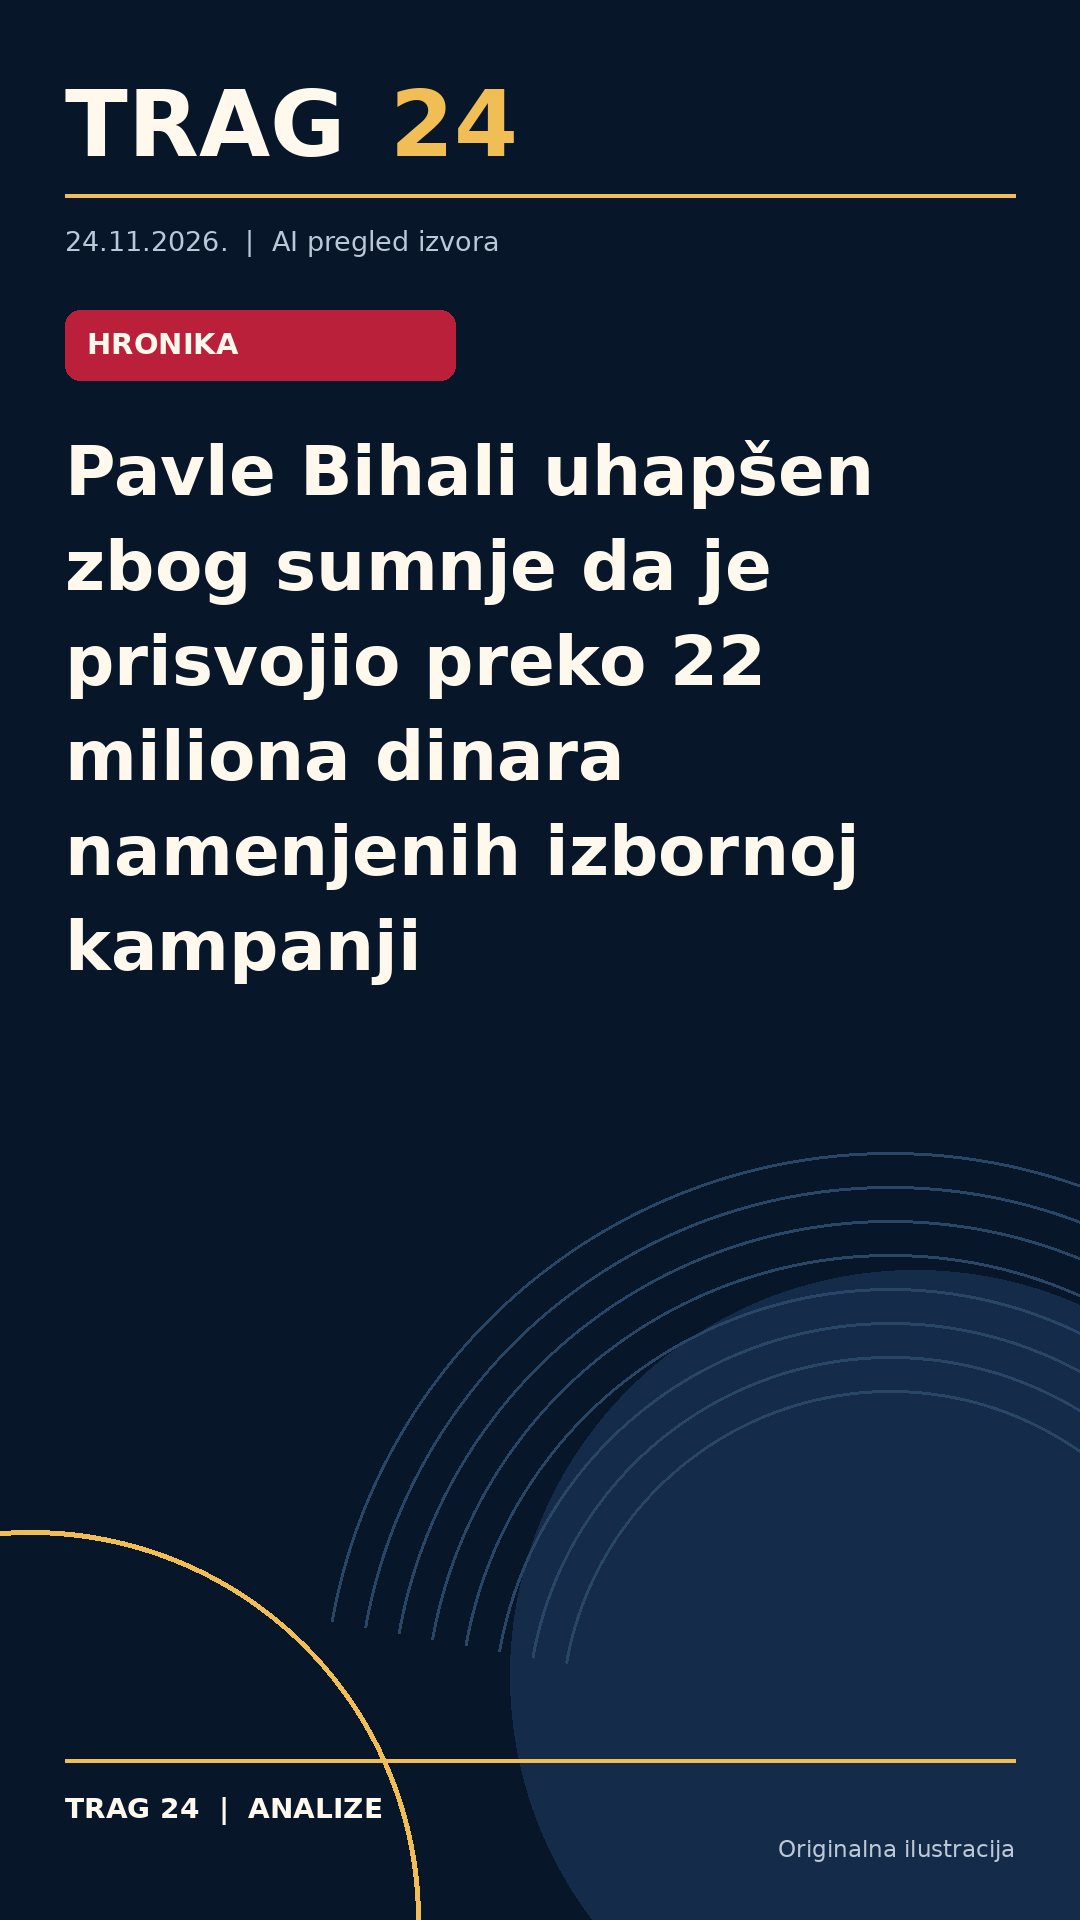 TRAG 24
24.11.2026. | AI pregled izvora
HRONIKA
Pavle Bihali uhapšen
zbog sumnje da je
prisvojio preko 22
miliona dinara
namenjenih izbornoj
kampanji
TRAG 24 | ANALIZE
Originalna ilustracija